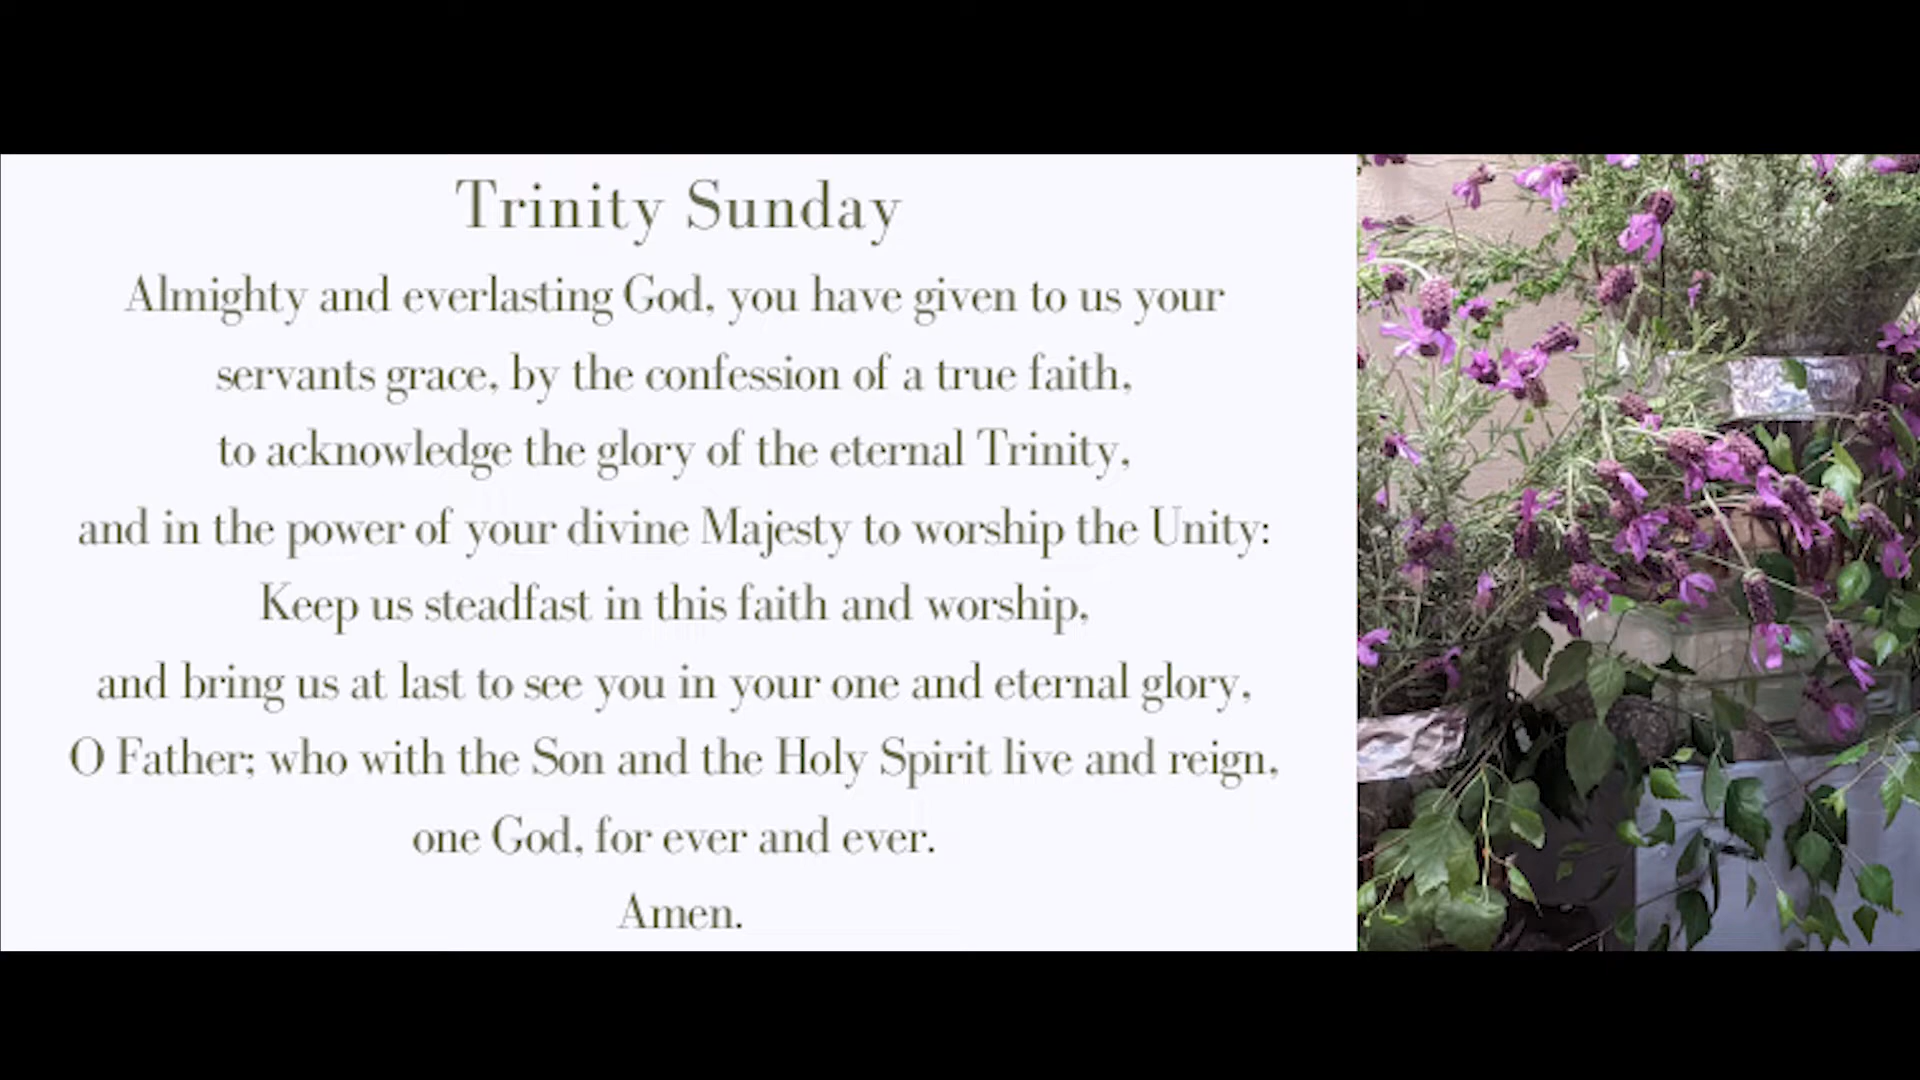 Trinity Sunday
Almighty and everlasting God, you have given to us your
servants grace, by the confession of a true faith,
to acknowledge the glory of the eternal Trinity,
and in the power of your divine Majesty to worship the Unity:
Keep us steadfast in this faith and worship,
and bring us at last to see you in your one and eternal glory,
O Father; who with the Son and the Holy Spirit live and reign,
one God, for ever and ever.
Amen.